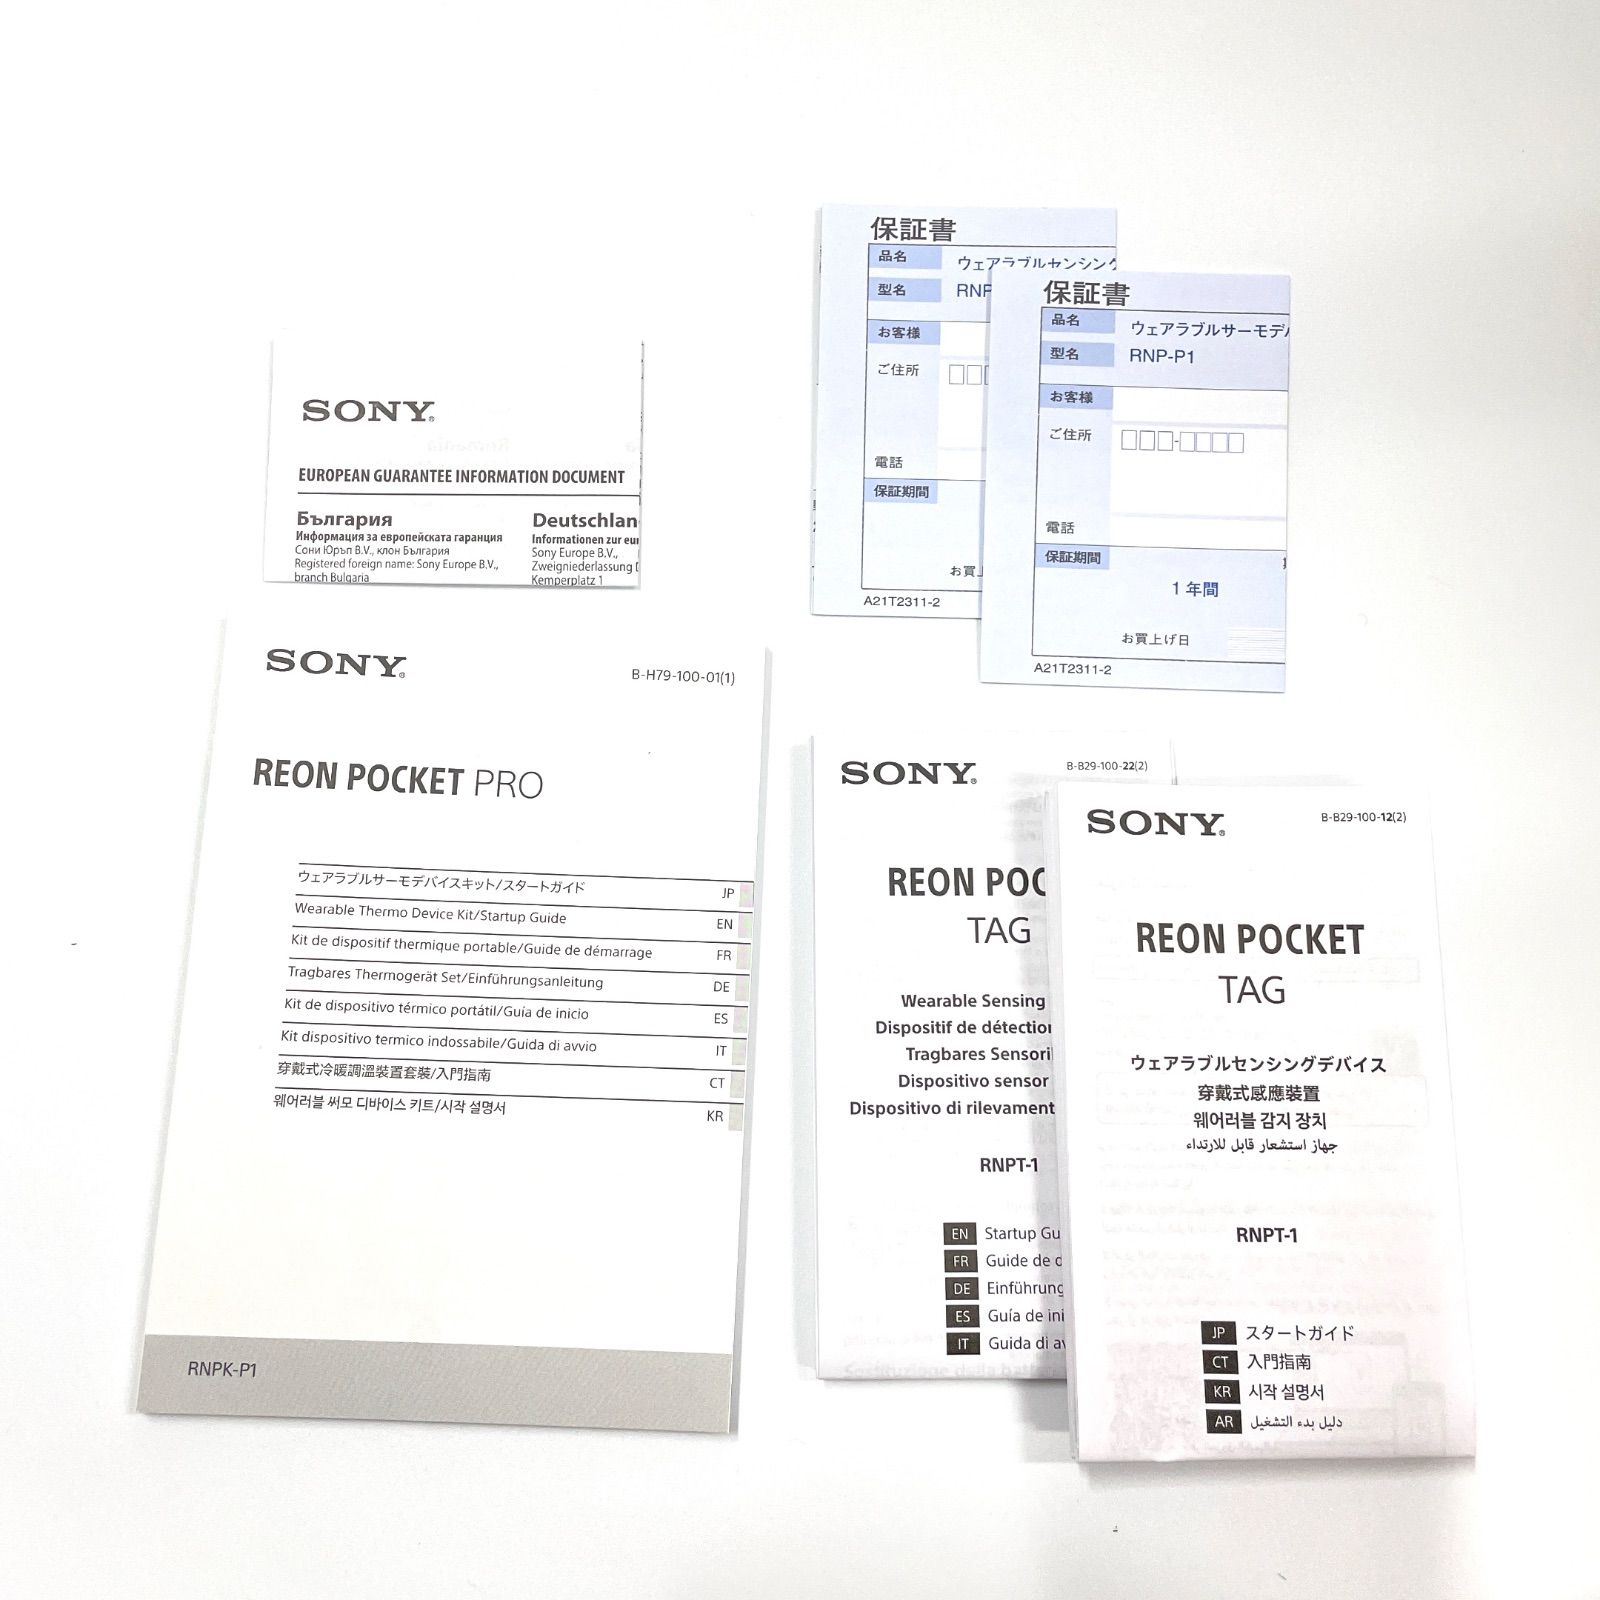 SONY
EUROPEAN GUARANTEE INFORMATION DOCUMENT
България
Информация за европейската гаранция
Сони Юръп B.V., клон България
Registered foreign name: Sony Europe B.V.,
branch Bulgaria
Deutschlan
Informationen zur eur
Sony Europe B.V.,
Zweigniederlassung D
Kemperplatz 1
保証書
品名 ウェアラブルセンシング
型名 RNP
お客様
ご住所
電話
保証期間
お買上
A21T2311-2
保証書
品名 ウェアラブルサーモデバ
型名 RNP-P1
お客様
ご住所
電話
保証期間
1 年間
お買上げ日
A21T2311-2
SONY
B-H79-100-01(1)
REON POCKET PRO
ウェアラブルサーモデバイスキット/スタートガイド JP
Wearable Thermo Device Kit/Startup Guide EN
Kit de dispositif thermique portable/Guide de démarrage FR
Tragbares Thermogerät Set/Einführungsanleitung DE
Kit de dispositivo térmico portátil/Guía de inicio ES
Kit dispositivo termico indossabile/Guida di avvio IT
穿戴式冷暖調溫裝置套裝/入門指南 CT
웨어러블 써모 디바이스 키트/시작 설명서 KR
RNPK-P1
SONY
B-B29-100-22(2)
REON POC
TAG
Wearable Sensing
Dispositif de détection
Tragbares Sensori
Dispositivo sensor
Dispositivo di rilevament
RNPT-1
EN Startup Gu
FR Guide de d
DE Einführung
ES Guía de ini
IT Guida di av
SONY
B-B29-100-12(2)
REON POCKET
TAG
ウェアラブルセンシングデバイス
穿戴式感應裝置
웨어러블 감지 장치
جهاز استشعار قابل للارتداء
RNPT-1
JP スタートガイド
CT 入門指南
KR 시작 설명서
AR دليل بدء التشغيل